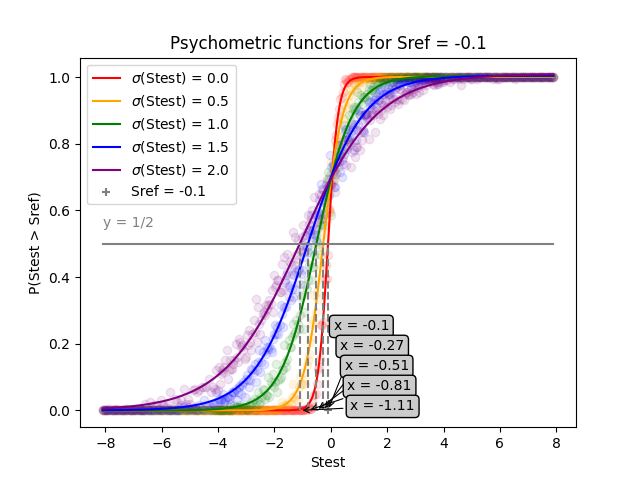 Psychometric functions for Sref = -0.1
P(Stest > Sref)
1.0
0.8
0.6
0.4
0.2
0.0
σ(Stest) = 0.0
σ(Stest) = 0.5
σ(Stest) = 1.0
σ(Stest) = 1.5
σ(Stest) = 2.0
Sref = -0.1
y = 1/2
x = -0.1
x = -0.27
x = -0.51
x = -0.81
x = -1.11
−8 −6 −4 −2 0 2 4 6 8
Stest